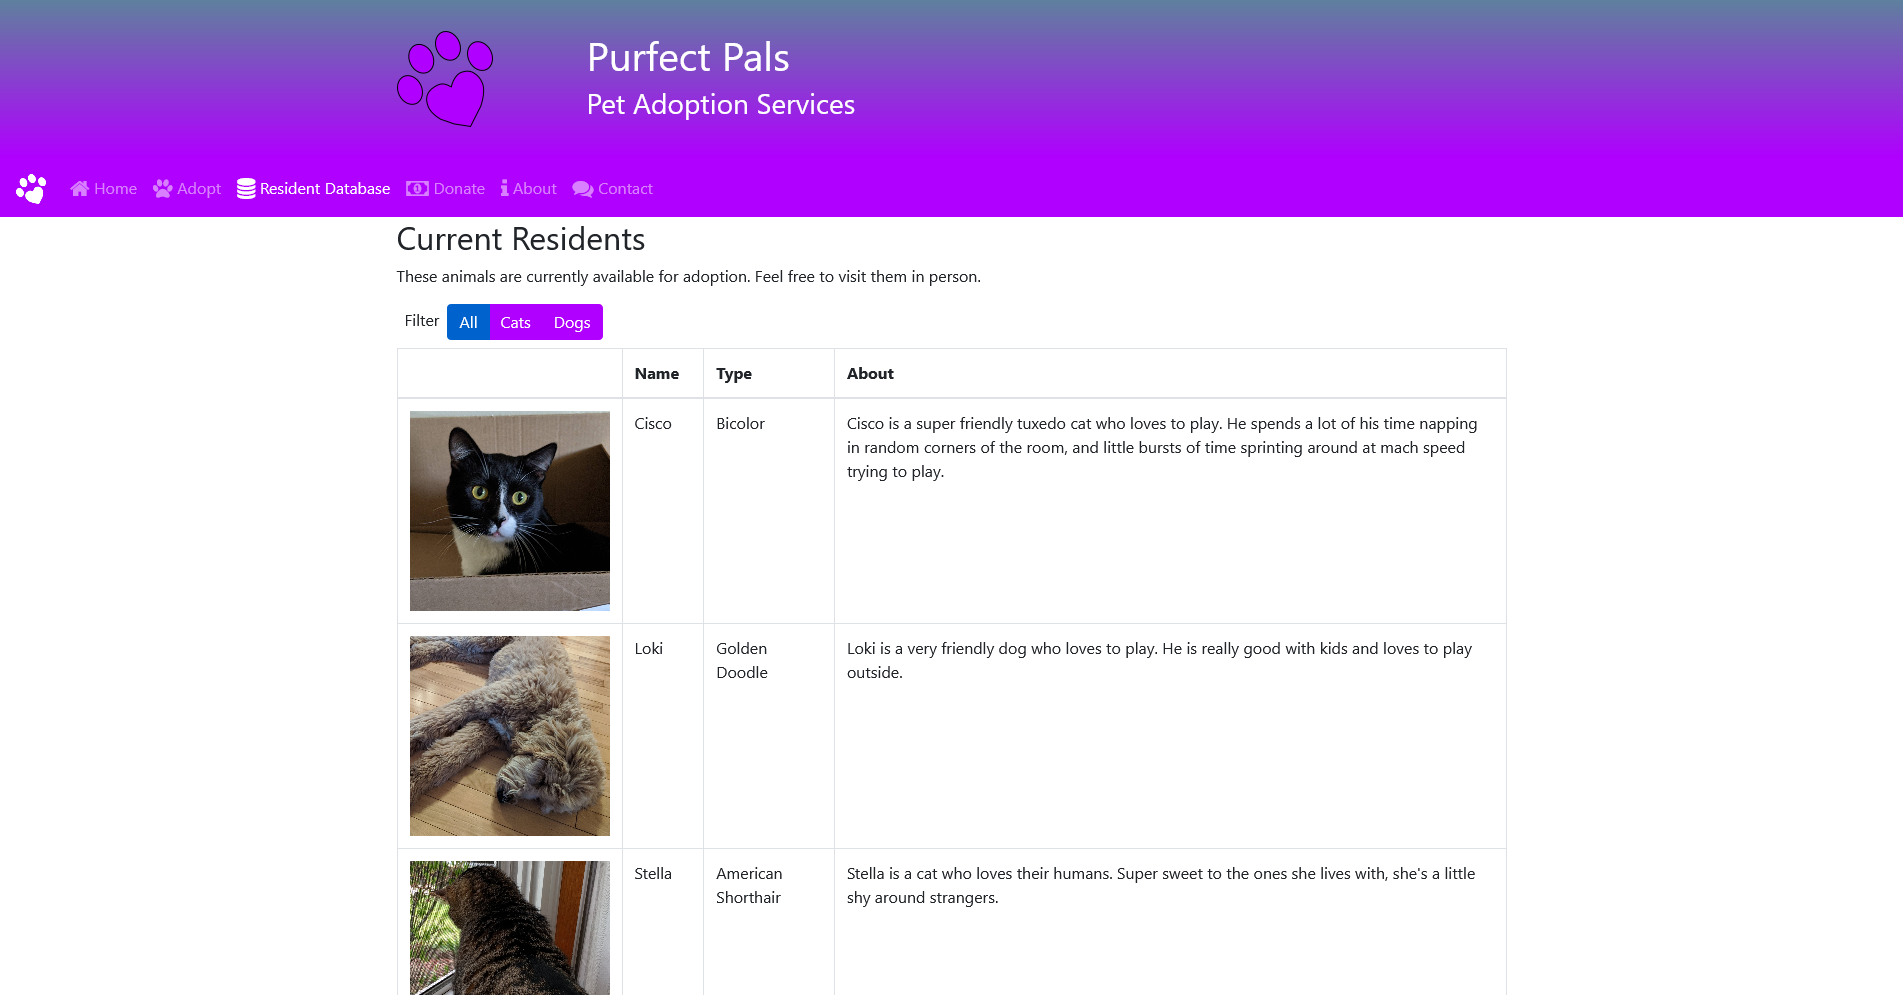 Purfect Pals
Pet Adoption Services
Home Adopt Resident Database Donate About Contact
Current Residents
These animals are currently available for adoption. Feel free to visit them in person.
Filter All Cats Dogs
Name Type About
Cisco Bicolor Cisco is a super friendly tuxedo cat who loves to play. He spends a lot of his time napping
in random corners of the room, and little bursts of time sprinting around at mach speed
trying to play.
Loki Golden Loki is a very friendly dog who loves to play. He is really good with kids and loves to play
Doodle outside.
Stella American Stella is a cat who loves their humans. Super sweet to the ones she lives with, she's a little
Shorthair shy around strangers.